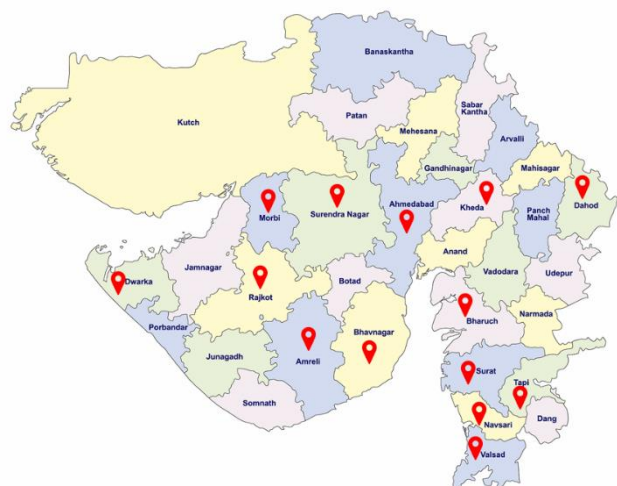 Banaskantha
Patan
Sabar
Kantha
Kutch
Mehesana
Arvalli
Gandhinagar
Mahisagar
Morbi
Surendra Nagar
Ahmedabad
Kheda
Panch
Mahal
Dahod
Jamnagar
Anand
Dwarka
Rajkot
Botad
Vadodara
Udepur
Porbandar
Bhavnagar
Bharuch
Narmada
Junagadh
Amreli
Surat
Tapi
Somnath
Navsari
Dang
Valsad